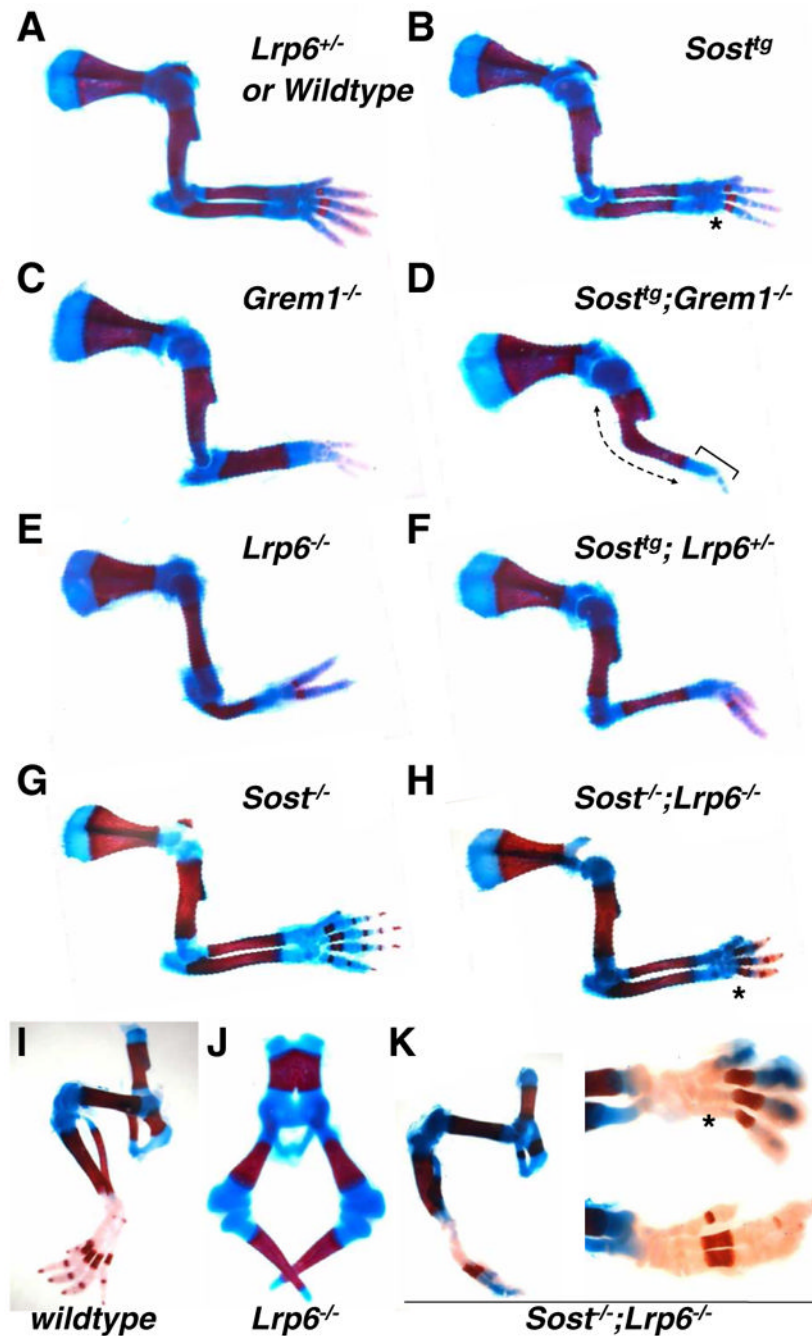 A
Lrp6+/-
or Wildtype
B
Sosttg
C
Grem1-/-
D
Sosttg;Grem1-/-
E
Lrp6-/-
F
Sosttg; Lrp6+/-
G
Sost-/-
H
Sost-/-;Lrp6-/-
*
*
I
J
K
*
wildtype
Lrp6-/-
Sost-/-;Lrp6-/-